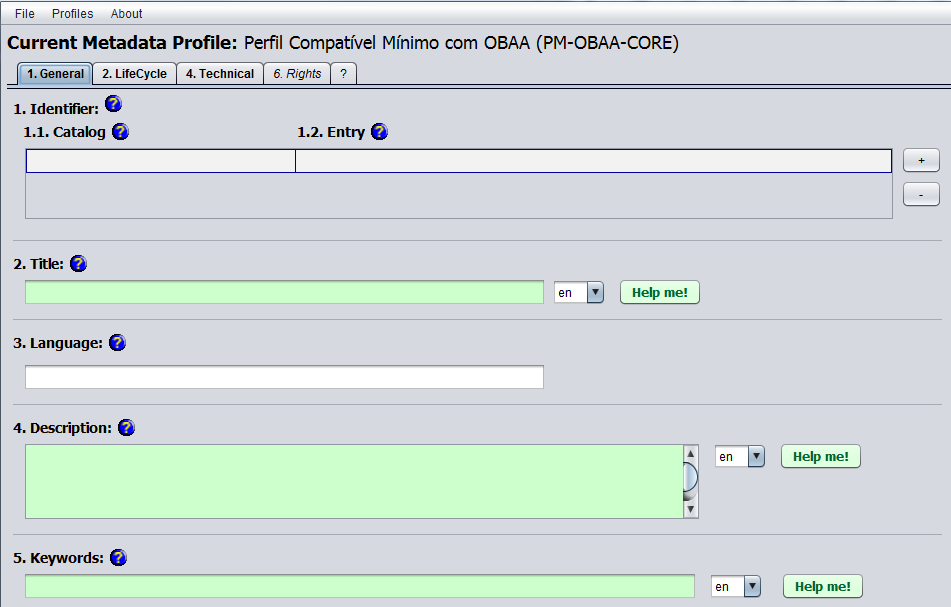 File Profiles About
Current Metadata Profile: Perfil Compatível Mínimo com OBAA (PM-OBAA-CORE)
1. General 2. LifeCycle 4. Technical 6. Rights ?
1. Identifier: ?
1.1. Catalog ? 1.2. Entry ?
+
-
2. Title: ?
en Help me!
3. Language: ?
4. Description: ?
en Help me!
5. Keywords: ?
en Help me!